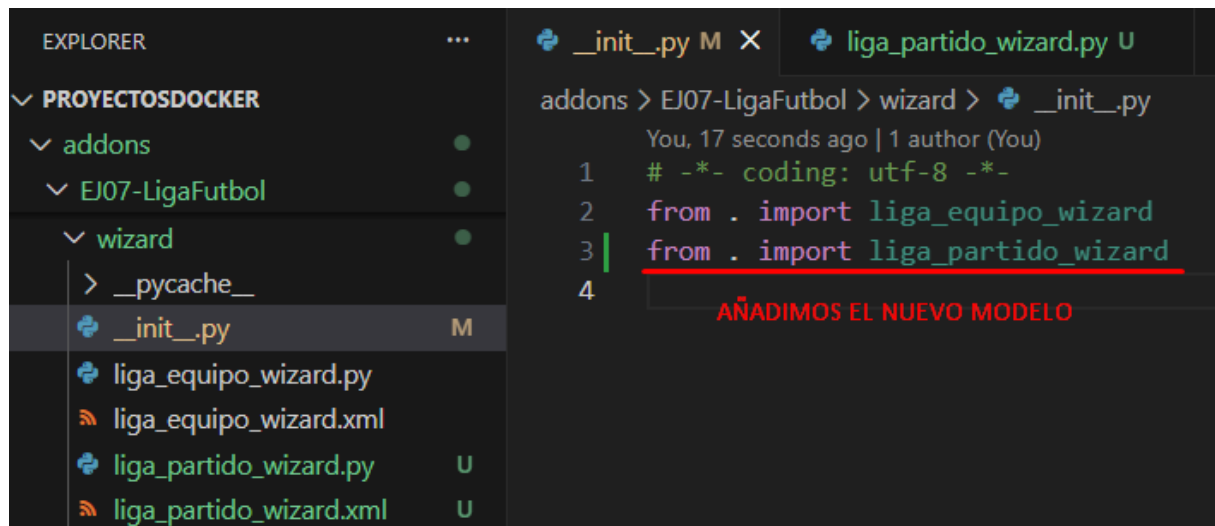 EXPLORER ...
PROYECTOSDOCKER
addons
EJ07-LigaFutbol
wizard
__pycache__
__init__.py M
liga_equipo_wizard.py
liga_equipo_wizard.xml
liga_partido_wizard.py U
liga_partido_wizard.xml U
__init__.py M X liga_partido_wizard.py U
addons > EJ07-LigaFutbol > wizard > __init__.py
You, 17 seconds ago | 1 author (You)
1 # -*- coding: utf-8 -*-
2 from . import liga_equipo_wizard
3 from . import liga_partido_wizard
4
AÑADIMOS EL NUEVO MODELO